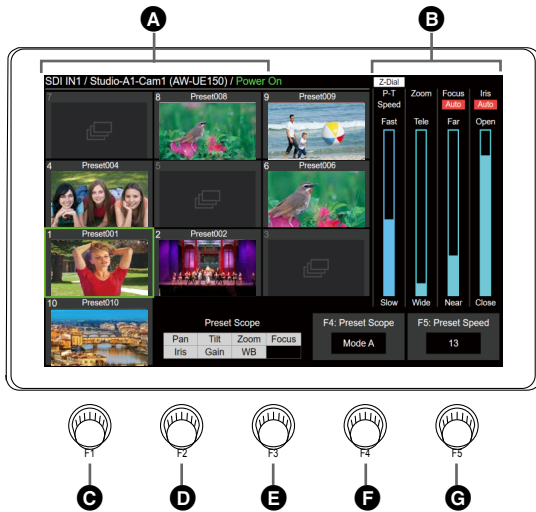 A
B
SDI IN1 / Studio-A1-Cam1 (AW-UE150) / Power On
Z-Dial
7
8 Preset008
9 Preset009
P-T Speed
Zoom
Focus
Iris
Auto
Auto
Fast
Tele
Far
Open
4 Preset004
5
6 Preset006
1 Preset001
2 Preset002
3
Slow
Wide
Near
Close
10 Preset010
Preset Scope
Pan Tilt Zoom Focus
Iris Gain WB
F4: Preset Scope
Mode A
F5: Preset Speed
13
F1
F2
F3
F4
F5
C
D
E
F
G